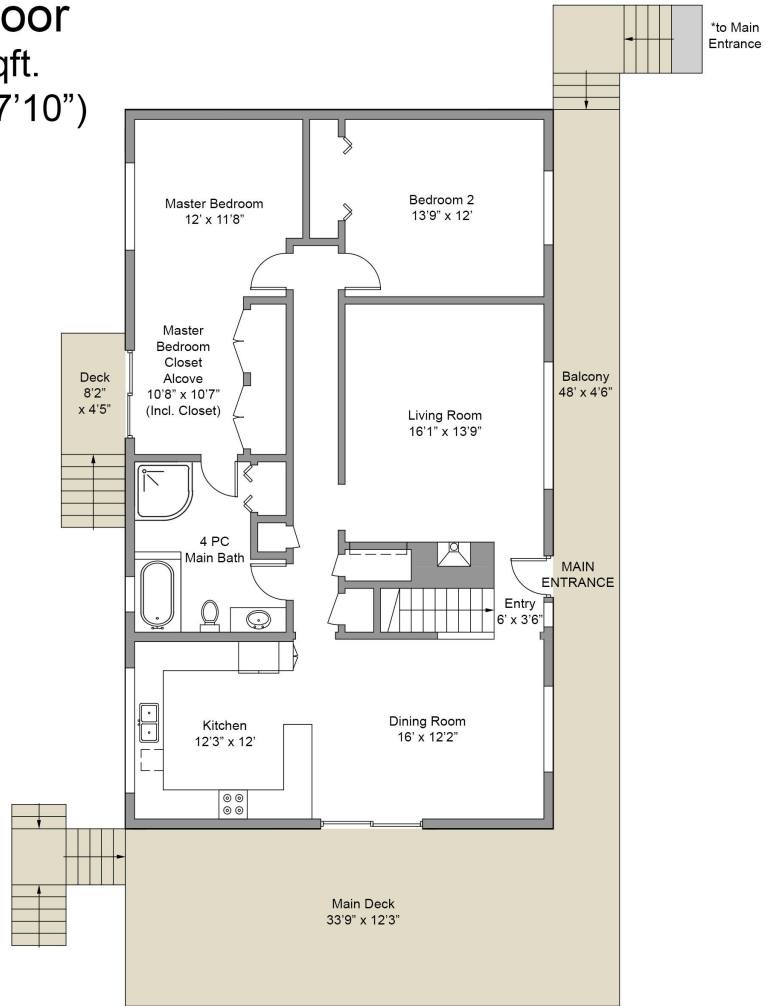 oor
qft.
7’10”)
*to Main
Entrance
Master Bedroom
12’ x 11’8”
Bedroom 2
13’9” x 12’
Master
Bedroom
Closet
Alcove
10’8” x 10’7”
(Incl. Closet)
Deck
8’2”
x 4’5”
Living Room
16’1” x 13’9”
Balcony
48’ x 4’6”
4 PC
Main Bath
MAIN
ENTRANCE
Entry
6’ x 3’6”
Kitchen
12’3” x 12’
Dining Room
16’ x 12’2”
Main Deck
33’9” x 12’3”